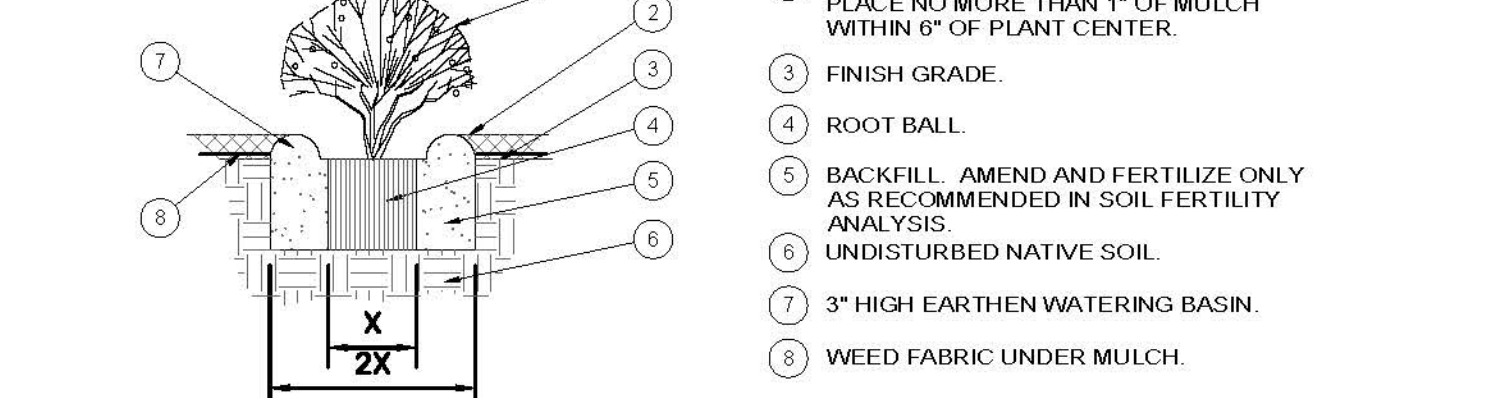 7
2
3
4
5
6
8
X
2X
PLACE NO MORE THAN 1" OF MULCH
WITHIN 6" OF PLANT CENTER.
3 FINISH GRADE.
4 ROOT BALL.
5 BACKFILL. AMEND AND FERTILIZE ONLY
AS RECOMMENDED IN SOIL FERTILITY
ANALYSIS.
6 UNDISTURBED NATIVE SOIL.
7 3" HIGH EARTHEN WATERING BASIN.
8 WEED FABRIC UNDER MULCH.